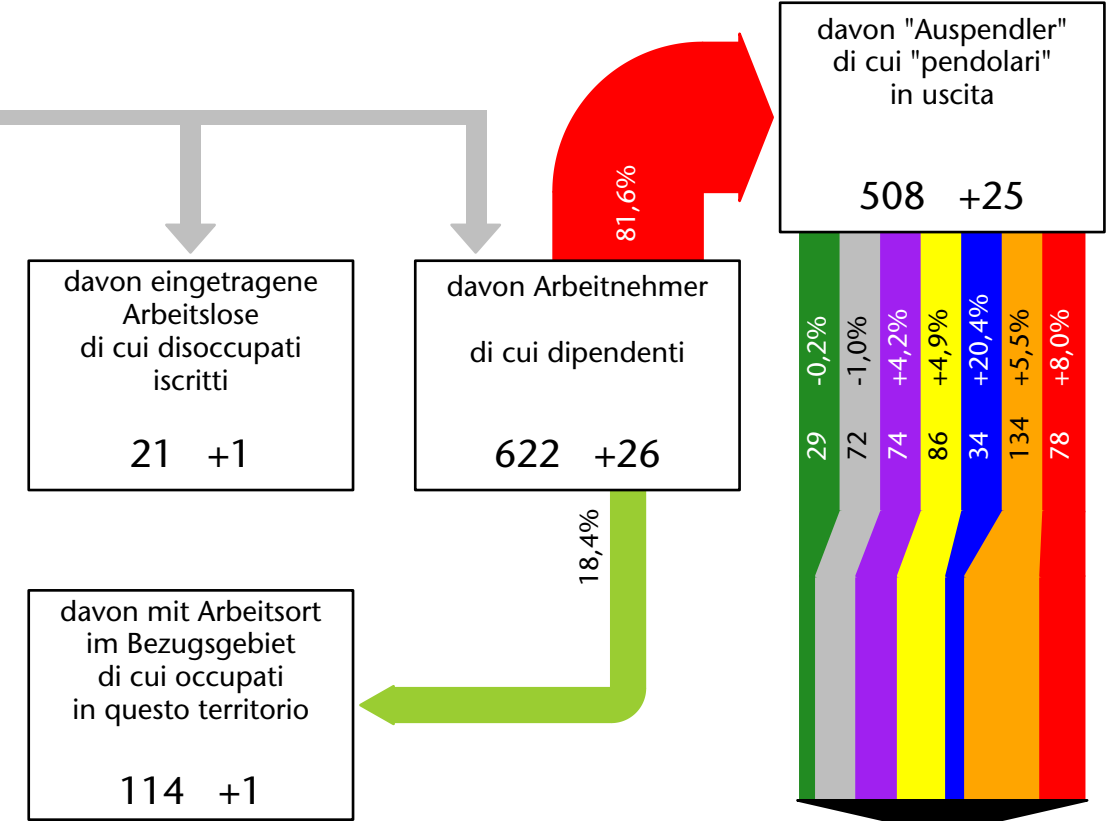 davon "Auspendler"
di cui "pendolari"
in uscita
508 +25
81,6%
davon eingetragene
Arbeitslose
di cui disoccupati
iscritti
21 +1
davon Arbeitnehmer
di cui dipendenti
622 +26
29 -0,2%
72 -1,0%
74 +4,2%
86 +4,9%
34 +20,4%
134 +5,5%
78 +8,0%
18,4%
davon mit Arbeitsort
im Bezugsgebiet
di cui occupati
in questo territorio
114 +1